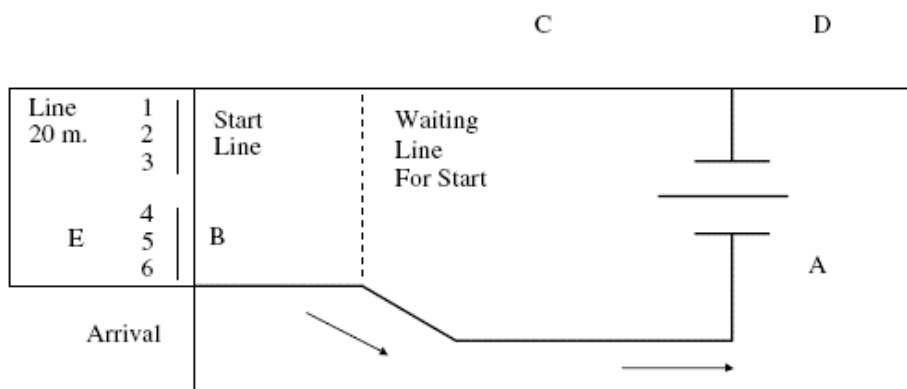 C
D
Line
20 m.
1
2
3
Start
Line
Waiting
Line
For Start
4
5
6
E
B
A
Arrival